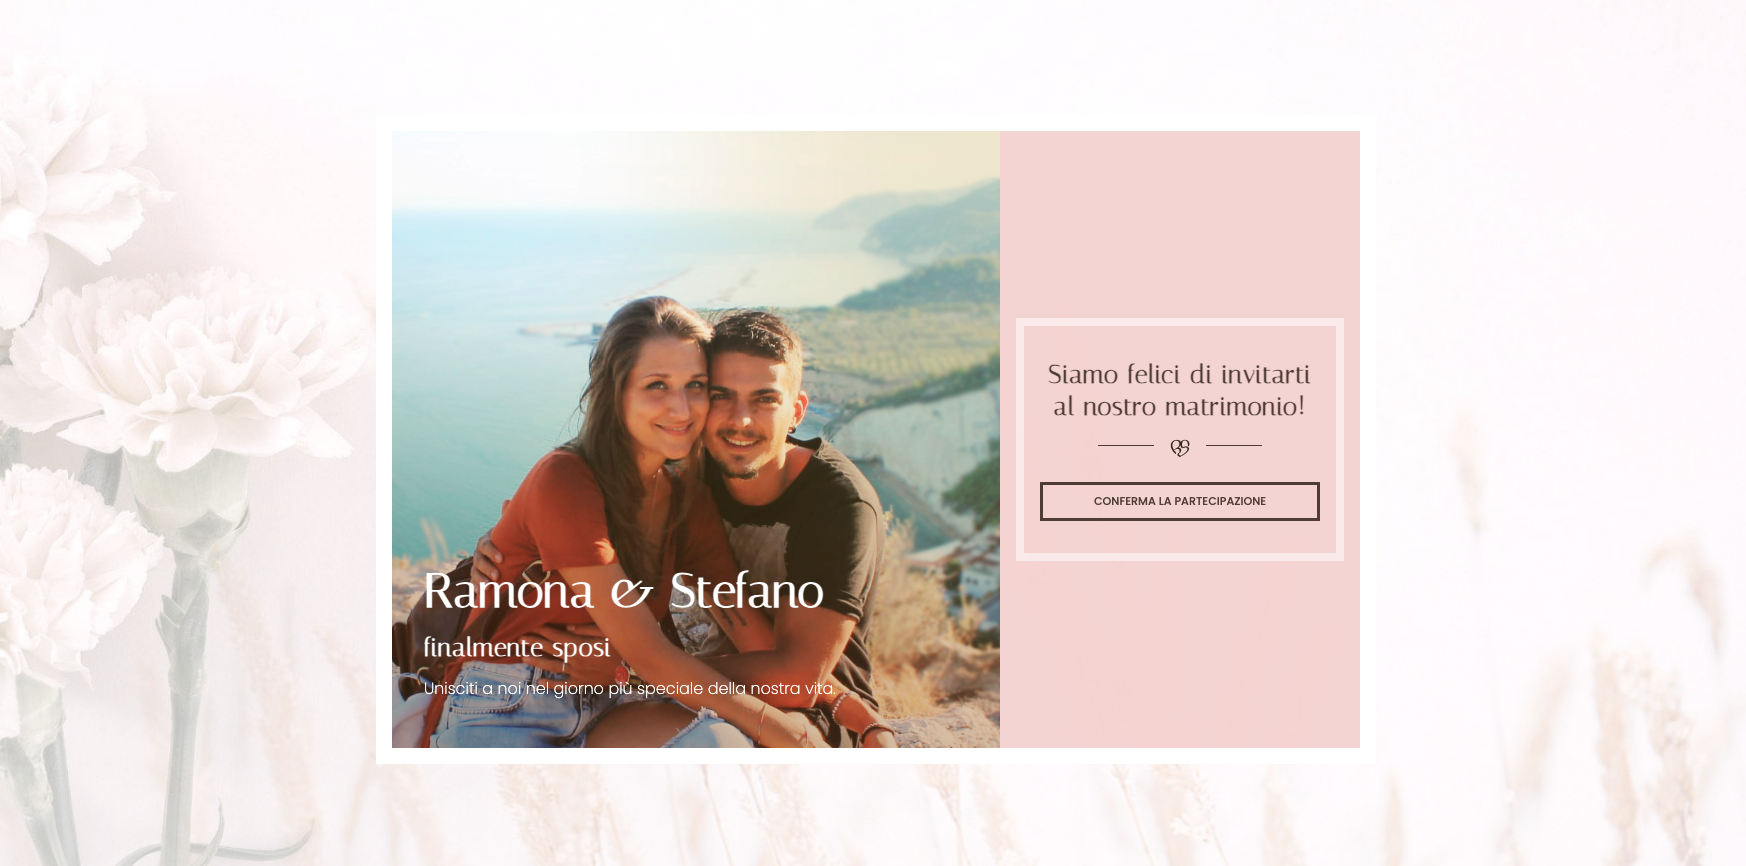 Ramona & Stefano
finalmente sposi
Unisciti a noi nel giorno più speciale della nostra vita.
Siamo felici di invitarti
al nostro matrimonio!
CONFERMA LA PARTECIPAZIONE